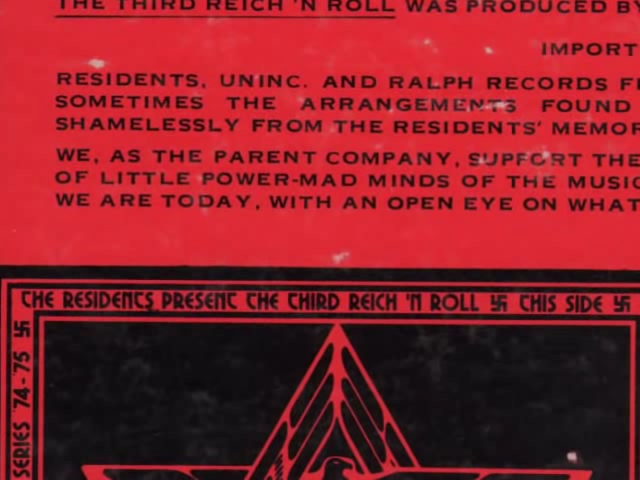 THE THIRD REICH 'N ROLL WAS PRODUCED BY
IMPORT
RESIDENTS, UNINC. AND RALPH RECORDS
SOMETIMES THE ARRANGEMENTS FOUND
SHAMELESSLY FROM THE RESIDENTS' MEMOR
WE, AS THE PARENT COMPANY, SUPPORT THE
OF LITTLE POWER-MAD MINDS OF THE MUSIC
WE ARE TODAY, WITH AN OPEN EYE ON WHAT
THE RESIDENTS PRESENT THE THIRD REICH 'N ROLL 卐 THIS SIDE 卐
SERIES '74-'75 卐